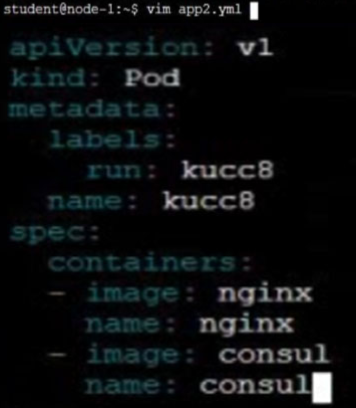 student@node-1:~$ vim app2.yml
apiVersion: v1
kind: Pod
metadata:
  labels:
    run: kucc8
  name: kucc8
spec:
  containers:
  - image: nginx
    name: nginx
  - image: consul
    name: consul